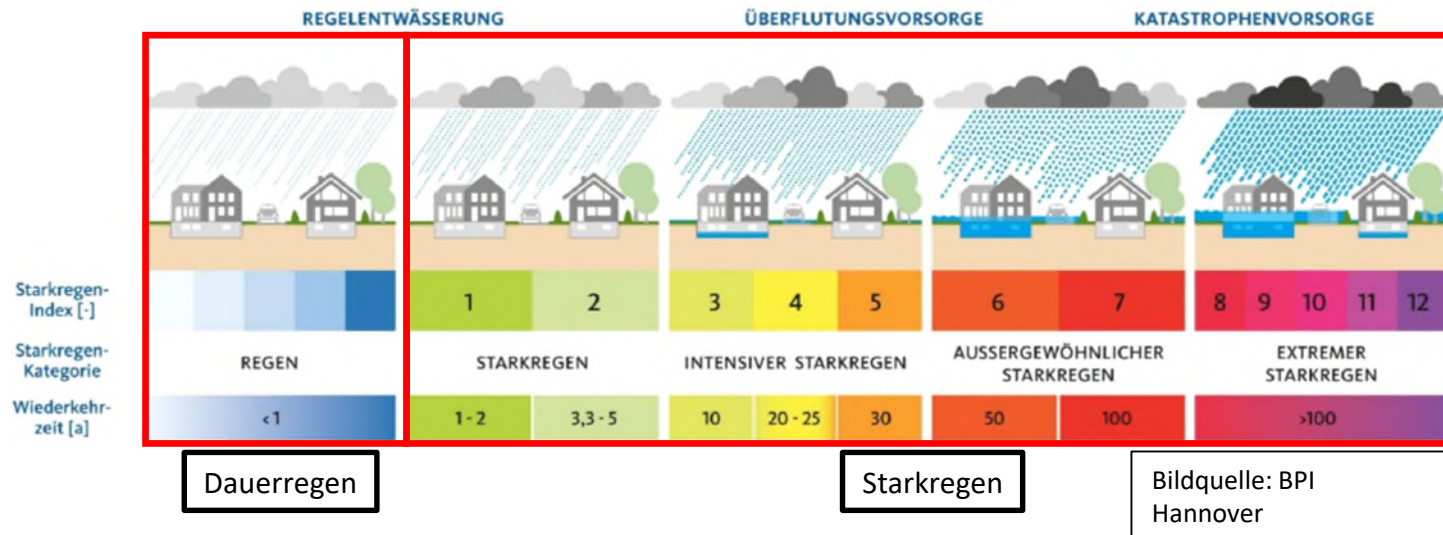 REGELENTWÄSSERUNG ÜBERFLUTUNGSVORSORGE KATASTROPHENVORSORGE
Starkregen-
Index [-]
1 2 3 4 5 6 7 8 9 10 11 12
Starkregen-
Kategorie
REGEN STARKREGEN INTENSIVER STARKREGEN
AUSSERGEWÖHNLICHER
STARKREGEN
EXTREMER
STARKREGEN
Wiederkehr-
zeit [a]
<1 1 - 2 3,3 - 5 10 20 - 25 30 50 100 >100
Dauerregen
Starkregen
Bildquelle: BPI
Hannover